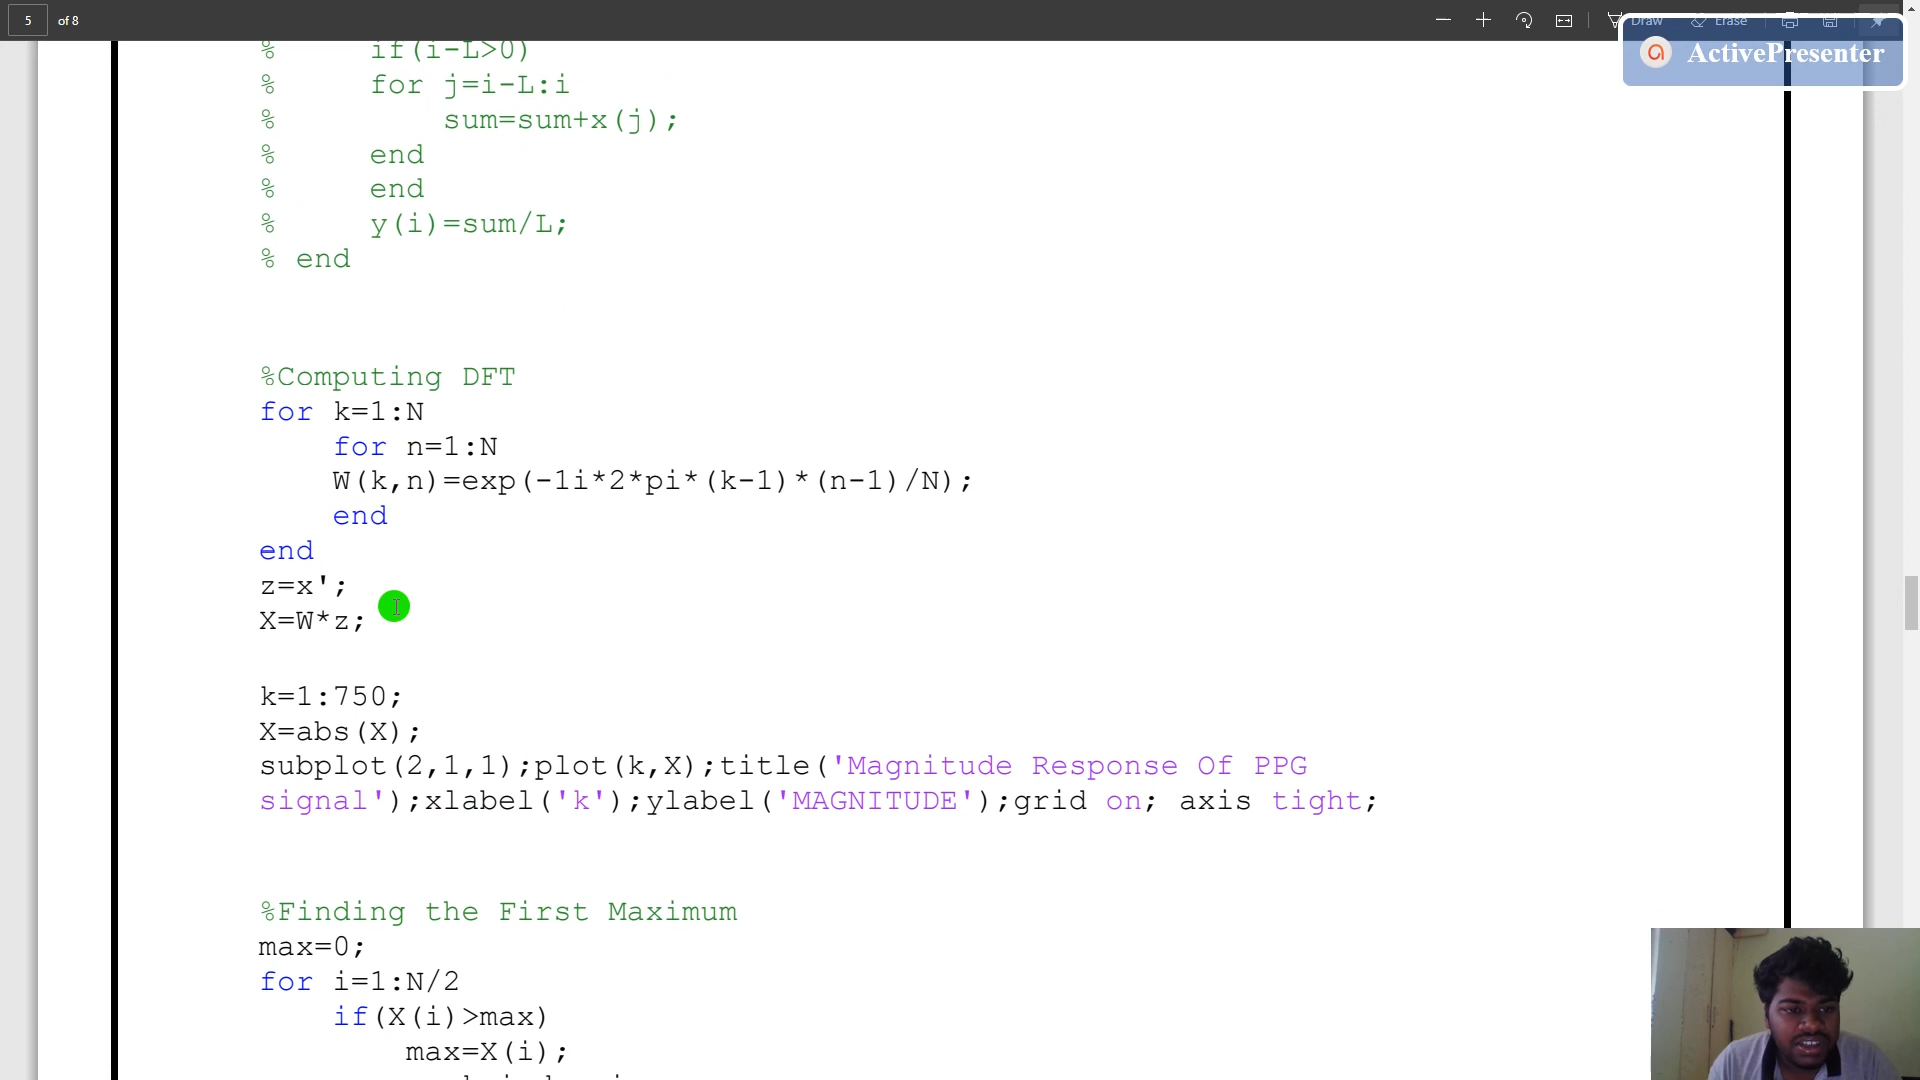 5 of 8
Draw Erase
ActivePresenter
% if(i-L>0)
% for j=i-L:i
% sum=sum+x(j);
% end
% end
% y(i)=sum/L;
% end
%Computing DFT
for k=1:N
for n=1:N
W(k,n)=exp(-1i*2*pi*(k-1)*(n-1)/N);
end
end
z=x';
X=W*z;
k=1:750;
X=abs(X);
subplot(2,1,1);plot(k,X);title('Magnitude Response Of PPG
signal');xlabel('k');ylabel('MAGNITUDE');grid on; axis tight;
%Finding the First Maximum
max=0;
for i=1:N/2
if(X(i)>max)
max=X(i);